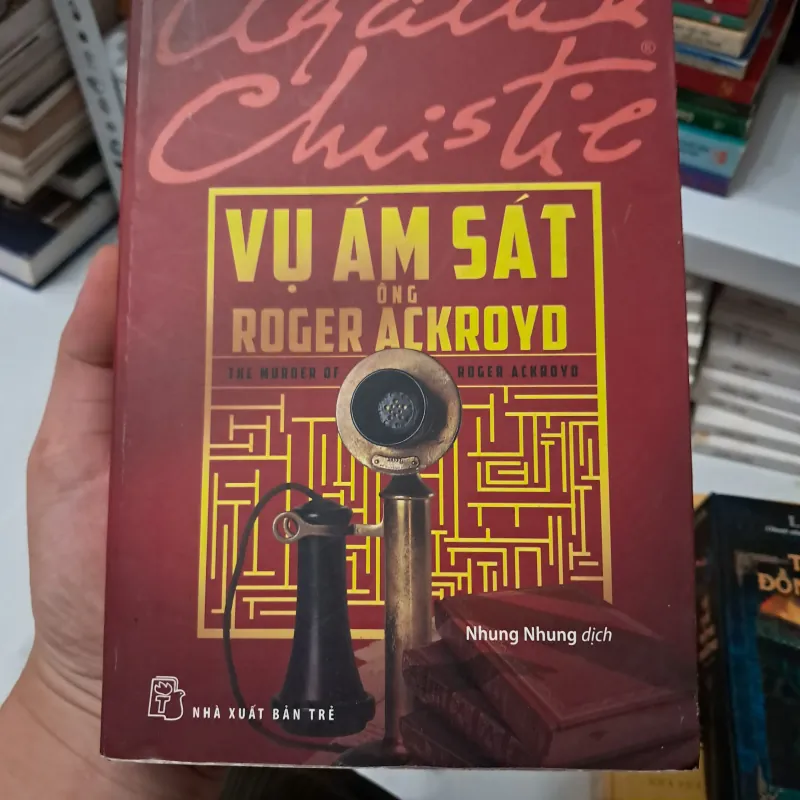 Agatha
Christie®
VỤ ÁM SÁT
ÔNG
ROGER ACKROYD
THE MURDER OF ROGER ACKROYD
Nhung Nhung dịch
T
NHÀ XUẤT BẢN TRẺ